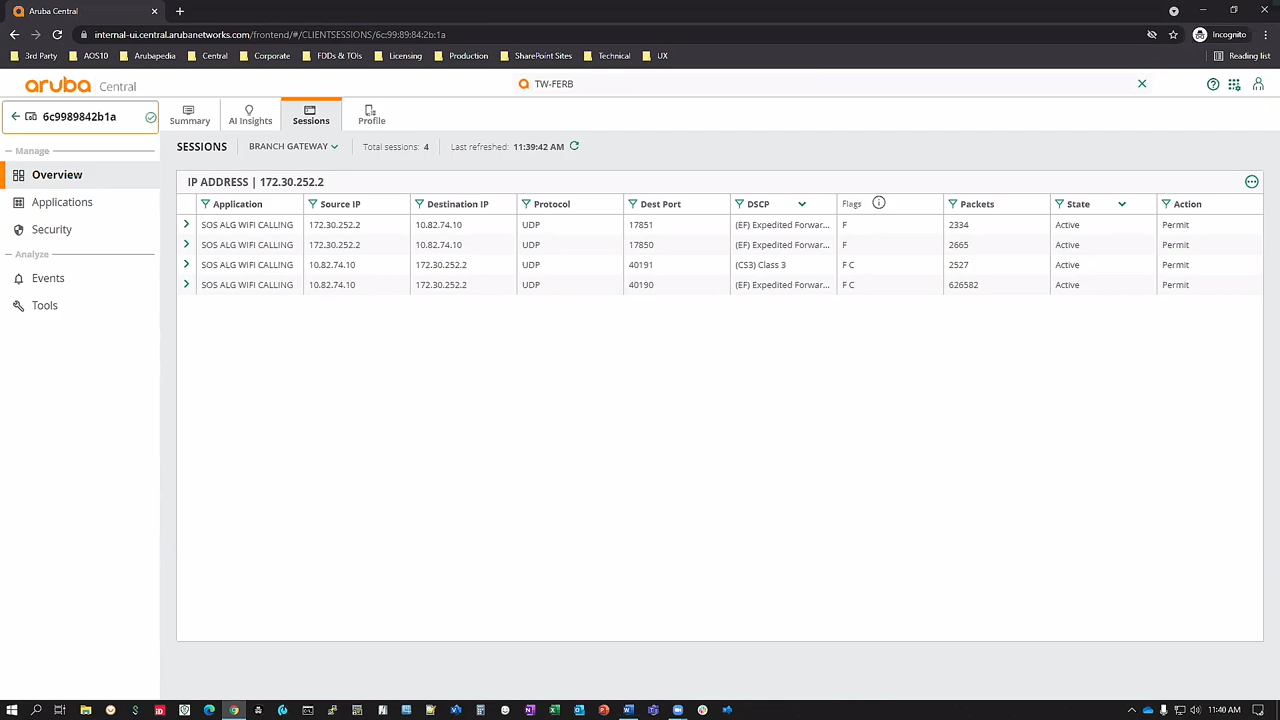 Aruba Central
internal-ui.central.arubanetworks.com/frontend/#/CLIENTSESSIONS/6c:99:89:84:2b:1a
Incognito
3rd Party AOS10 Arubapedia Central Corporate FDDs & TOIs Licensing Production SharePoint Sites Technical UX Reading list
aruba Central
TW-FERB
6c9989842b1a
Summary AI Insights Sessions Profile
Manage
Overview
Applications
Security
Analyze
Events
Tools
SESSIONS BRANCH GATEWAY Total sessions: 4 Last refreshed: 11:39:42 AM
IP ADDRESS | 172.30.252.2
Application Source IP Destination IP Protocol Dest Port DSCP Flags Packets State Action
SOS ALG WIFI CALLING 172.30.252.2 10.82.74.10 UDP 17851 (EF) Expedited Forwar... F 2334 Active Permit
SOS ALG WIFI CALLING 172.30.252.2 10.82.74.10 UDP 17850 (EF) Expedited Forwar... F 2665 Active Permit
SOS ALG WIFI CALLING 10.82.74.10 172.30.252.2 UDP 40191 (CS3) Class 3 F C 2527 Active Permit
SOS ALG WIFI CALLING 10.82.74.10 172.30.252.2 UDP 40190 (EF) Expedited Forwar... F C 626582 Active Permit
11:40 AM